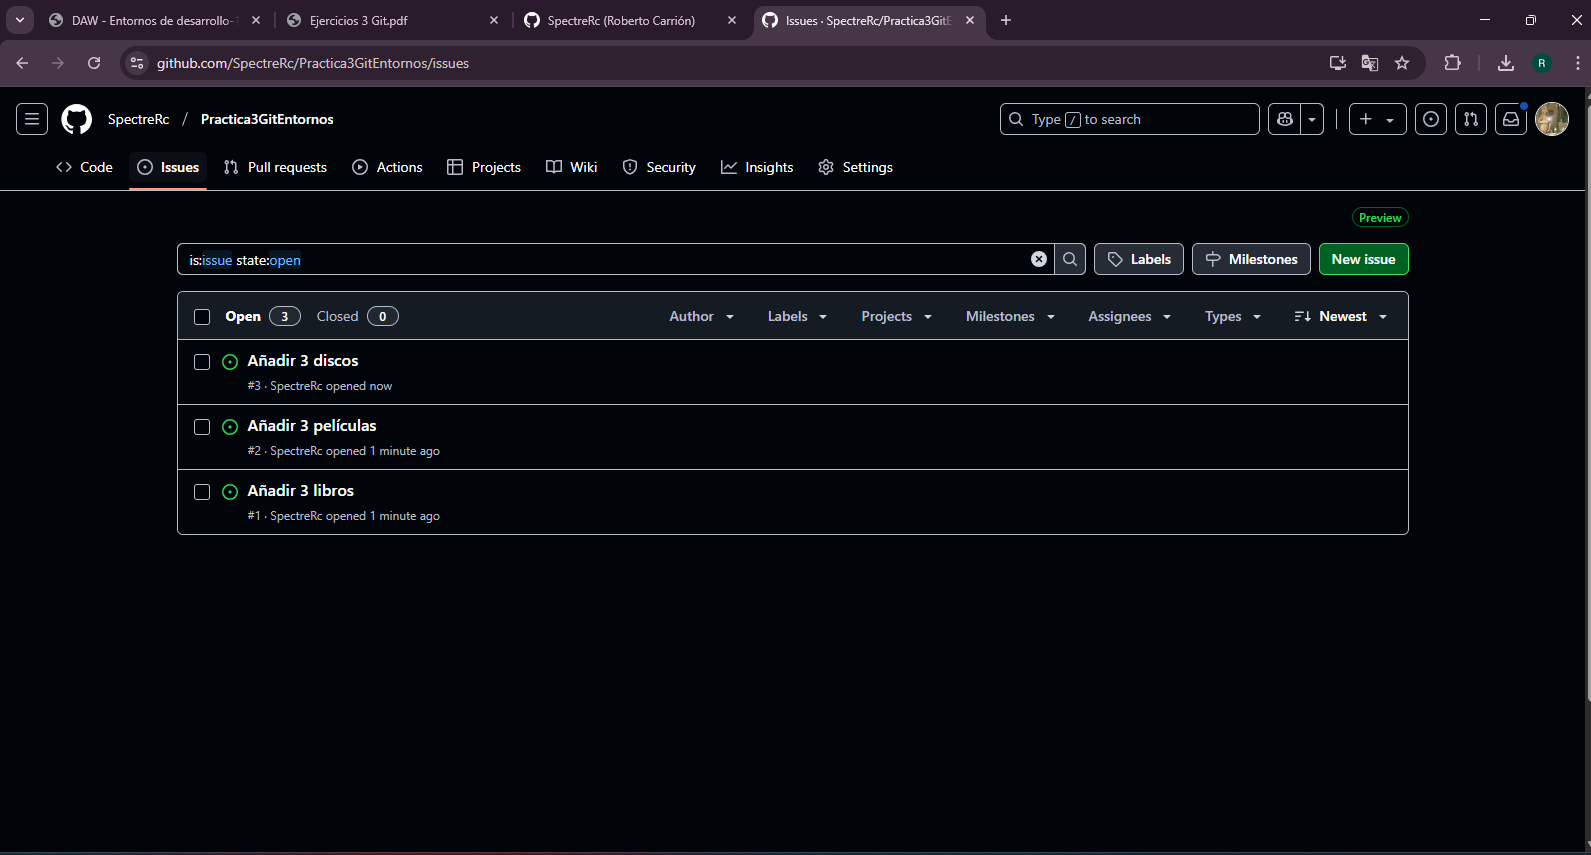 DAW - Entornos de desarrollo-
Ejercicios 3 Git.pdf
SpectreRc (Roberto Carrión)
Issues · SpectreRc/Practica3GitE
github.com/SpectreRc/Practica3GitEntornos/issues
R
SpectreRc / Practica3GitEntornos
Type / to search
Code
Issues
Pull requests
Actions
Projects
Wiki
Security
Insights
Settings
Preview
is:issue state:open
Labels
Milestones
New issue
Open 3
Closed 0
Author
Labels
Projects
Milestones
Assignees
Types
Newest
Añadir 3 discos
#3 · SpectreRc opened now
Añadir 3 películas
#2 · SpectreRc opened 1 minute ago
Añadir 3 libros
#1 · SpectreRc opened 1 minute ago